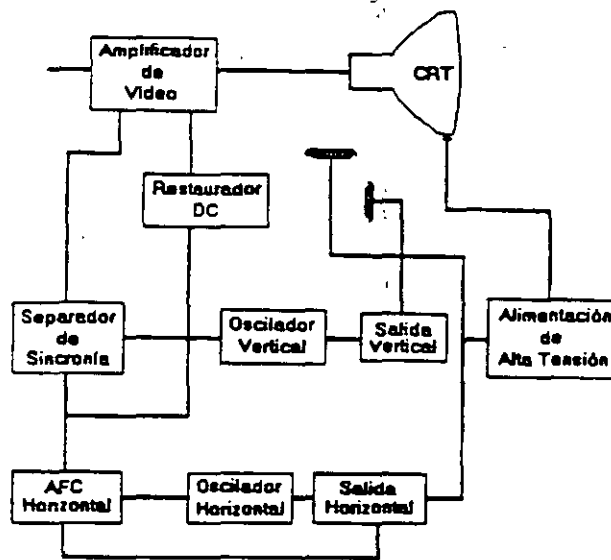 Amplificador
de
Vídeo
CRT
Restaurador
DC
Separador
de
Sincronía
Oscilador
Vertical
Salida
Vertical
Alimentación
de
Alta Tensión
AFC
Horizontal
Oscilador
Horizontal
Salida
Horizontal